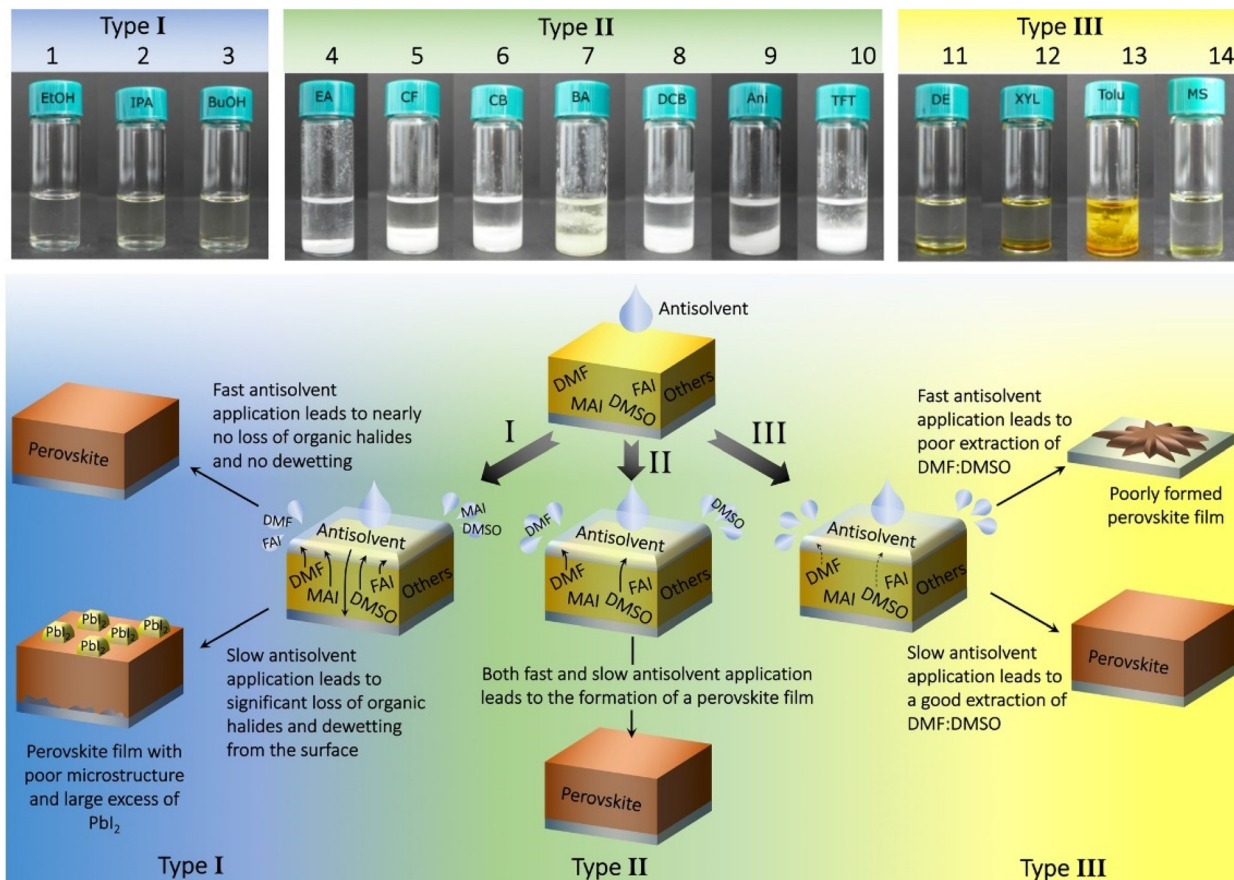 Type I
Type II
Type III
1
2
3
4
5
6
7
8
9
10
11
12
13
14
EtOH
IPA
BuOH
EA
CF
CB
BA
DCB
Ani
TFT
DE
XYL
Tolu
MS
Antisolvent
DMF
FAI
MAI
DMSO
Others
I
II
III
Fast antisolvent
application leads to nearly
no loss of organic halides
and no dewetting
Perovskite
DMF
FAI
MAI
DMSO
Antisolvent
DMF
MAI
DMSO
FAI
Others
DMF
DMSO
Antisolvent
DMF
MAI
DMSO
FAI
Others
Antisolvent
DMF
MAI
DMSO
FAI
Others
Fast antisolvent
application leads to
poor extraction of
DMF:DMSO
Poorly formed
perovskite film
PbI₂
PbI₂
PbI₂
PbI₂
PbI₂
Slow antisolvent
application leads to
significant loss of organic
halides and dewetting
from the surface
Perovskite film with
poor microstructure
and large excess of
PbI₂
Both fast and slow antisolvent application
leads to the formation of a perovskite film
Perovskite
Slow antisolvent
application leads to
a good extraction of
DMF:DMSO
Perovskite
Type I
Type II
Type III